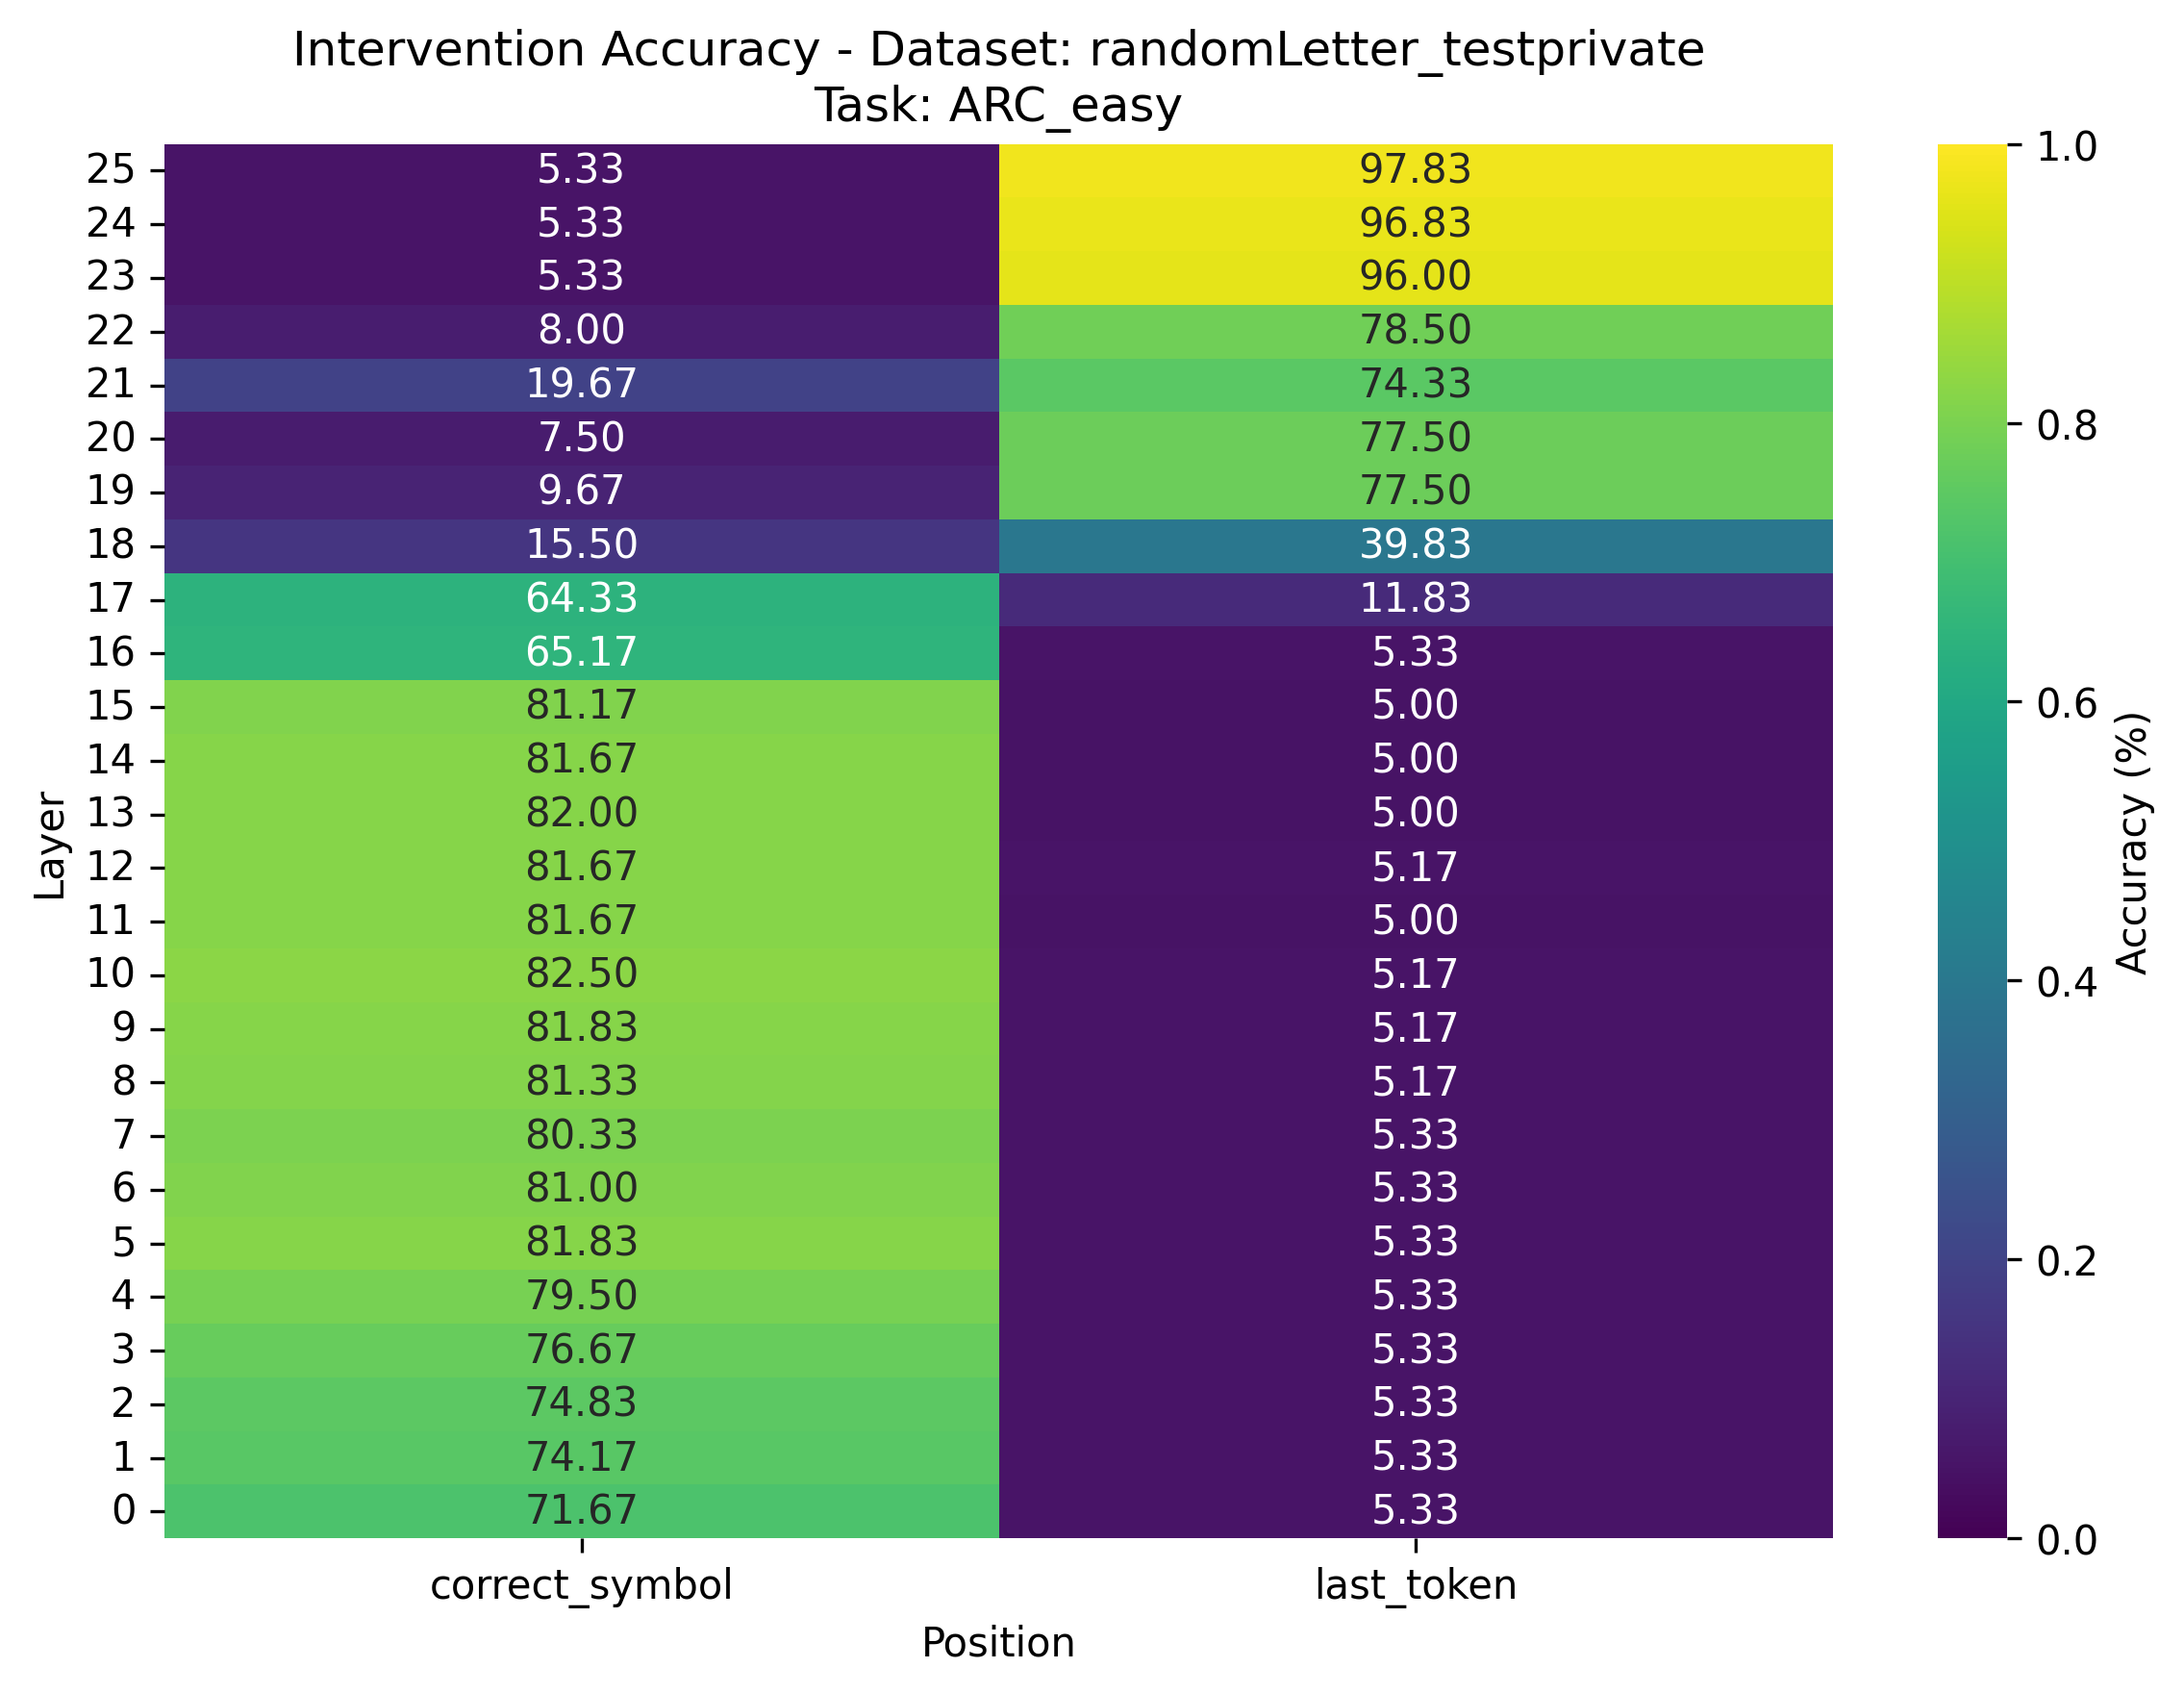 Intervention Accuracy - Dataset: randomLetter_testprivate
Task: ARC_easy
25 5.33 97.83
24 5.33 96.83
23 5.33 96.00
22 8.00 78.50
21 19.67 74.33
20 7.50 77.50
19 9.67 77.50
18 15.50 39.83
17 64.33 11.83
16 65.17 5.33
15 81.17 5.00
14 81.67 5.00
13 82.00 5.00
12 81.67 5.17
11 81.67 5.00
10 82.50 5.17
9 81.83 5.17
8 81.33 5.17
7 80.33 5.33
6 81.00 5.33
5 81.83 5.33
4 79.50 5.33
3 76.67 5.33
2 74.83 5.33
1 74.17 5.33
0 71.67 5.33
correct_symbol last_token
Position
Layer
1.0
0.8
0.6
0.4
0.2
0.0
Accuracy (%)